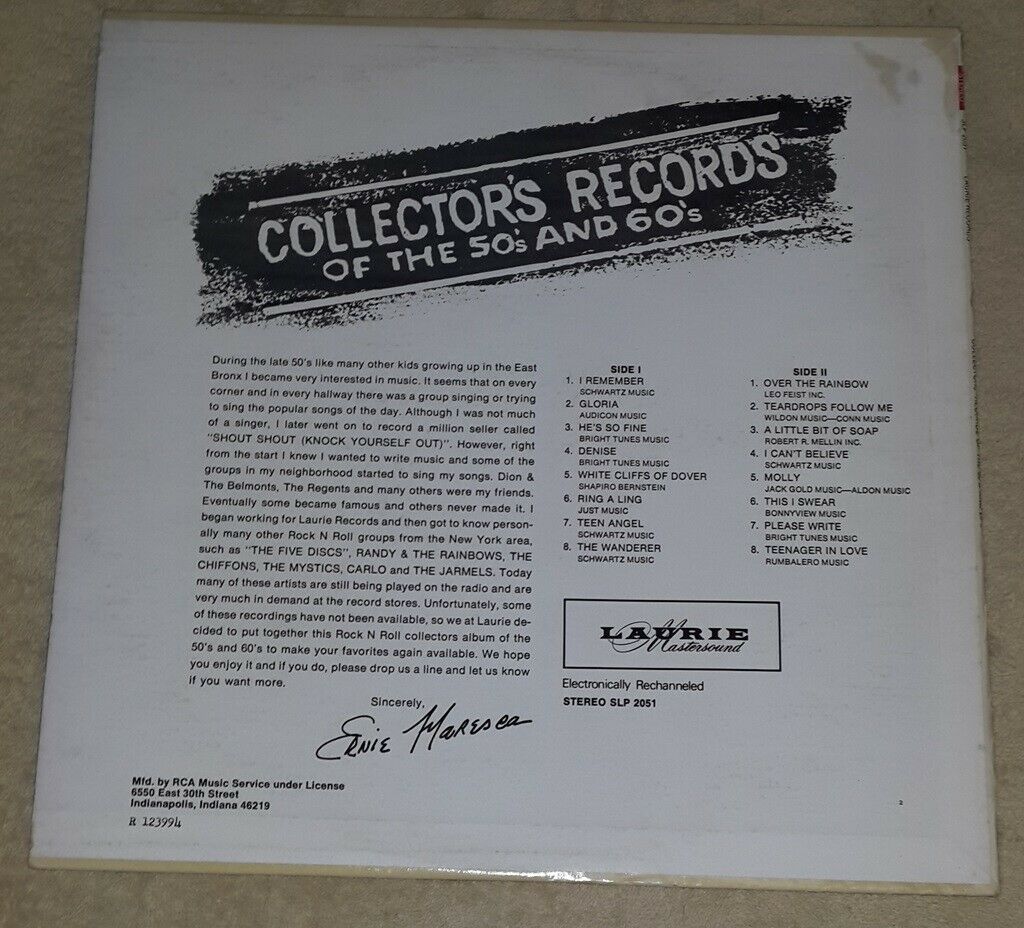 COLLECTOR'S RECORDS
OF THE 50's AND 60's
During the late 50's like many other kids growing up in the East
Bronx I became very interested in music. It seems that on every
corner and in every hallway there was a group singing or trying
to sing the popular songs of the day. Although I was not much
of a singer, I later went on to record a million seller called
"SHOUT SHOUT (KNOCK YOURSELF OUT)". However, right
from the start I knew I wanted to write music and some of the
groups in my neighborhood started to sing my songs. Dion &
The Belmonts, The Regents and many others were my friends.
Eventually some became famous and others never made it. I
began working for Laurie Records and then got to know person-
ally many other Rock N Roll groups from the New York area,
such as "THE FIVE DISCS", RANDY & THE RAINBOWS, THE
CHIFFONS, THE MYSTICS, CARLO and THE JARMELS. Today
many of these artists are still being played on the radio and are
very much in demand at the record stores. Unfortunately, some
of these recordings have not been available, so we at Laurie de-
cided to put together this Rock N Roll collectors album of the
50's and 60's to make your favorites again available. We hope
you enjoy it and if you do, please drop us a line and let us know
if you want more.
Sincerely,
Ernie Maresca
SIDE I
1. I REMEMBER
SCHWARTZ MUSIC
2. GLORIA
AUDICON MUSIC
3. HE'S SO FINE
BRIGHT TUNES MUSIC
4. DENISE
BRIGHT TUNES MUSIC
5. WHITE CLIFFS OF DOVER
SHAPIRO BERNSTEIN
6. RING A LING
JUST MUSIC
7. TEEN ANGEL
SCHWARTZ MUSIC
8. THE WANDERER
SCHWARTZ MUSIC
SIDE II
1. OVER THE RAINBOW
LEO FEIST INC.
2. TEARDROPS FOLLOW ME
WILDON MUSIC—CONN MUSIC
3. A LITTLE BIT OF SOAP
ROBERT R. MELLIN INC.
4. I CAN'T BELIEVE
SCHWARTZ MUSIC
5. MOLLY
JACK GOLD MUSIC—ALDON MUSIC
6. THIS I SWEAR
BONNYVIEW MUSIC
7. PLEASE WRITE
BRIGHT TUNES MUSIC
8. TEENAGER IN LOVE
RUMBALERO MUSIC
LAURIE
Mastersound
Electronically Rechanneled
STEREO SLP 2051
Mfd. by RCA Music Service under License
6550 East 30th Street
Indianapolis, Indiana 46219
R 123994
2